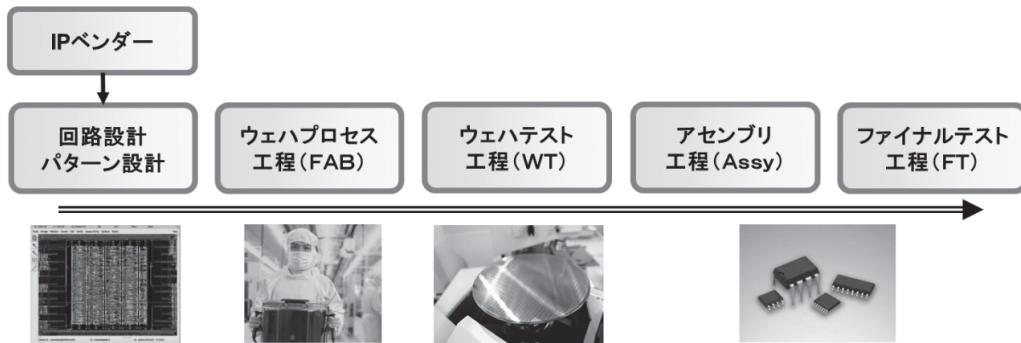 IPベンダー
回路設計
パターン設計
ウェハプロセス
工程(FAB)
ウェハテスト
工程(WT)
アセンブリ
工程(Assy)
ファイナルテスト
工程(FT)